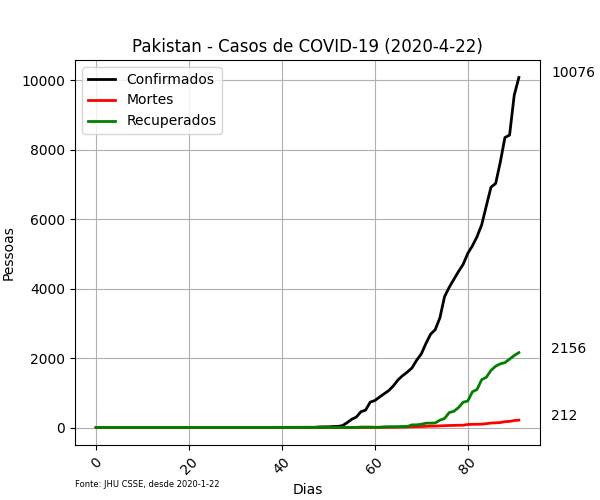 Pakistan - Casos de COVID-19 (2020-4-22)
Confirmados
Mortes
Recuperados
10076
2156
212
Pessoas
10000
8000
6000
4000
2000
0
0
20
40
60
80
Dias
Fonte: JHU CSSE, desde 2020-1-22